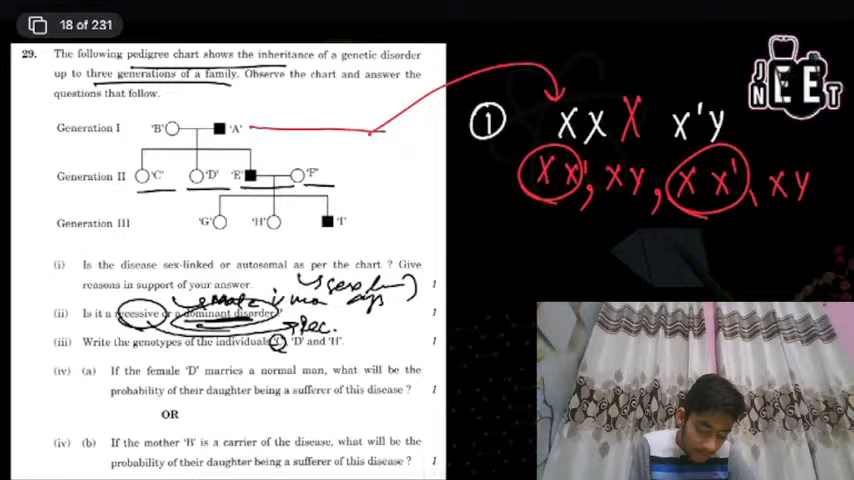 18 of 231
29. The following pedigree chart shows the inheritance of a genetic disorder
up to three generations of a family. Observe the chart and answer the
questions that follow.
Generation I 'B' 'A'
Generation II 'C' 'D' 'E' 'F'
Generation III 'G' 'H' 'I'
(i) Is the disease sex-linked or autosomal as per the chart ? Give
reasons in support of your answer. 1
(ii) Is it a recessive or a dominant disorder ? 1
Rec.
(iii) Write the genotypes of the individuals 'C', 'D' and 'H'. 1
(iv) (a) If the female 'D' marries a normal man, what will be the
probability of their daughter being a sufferer of this disease ? 1
OR
(iv) (b) If the mother 'B' is a carrier of the disease, what will be the
probability of their daughter being a sufferer of this disease ? 1
① XX X X'Y
XX', XY, XX', XY
JN EET